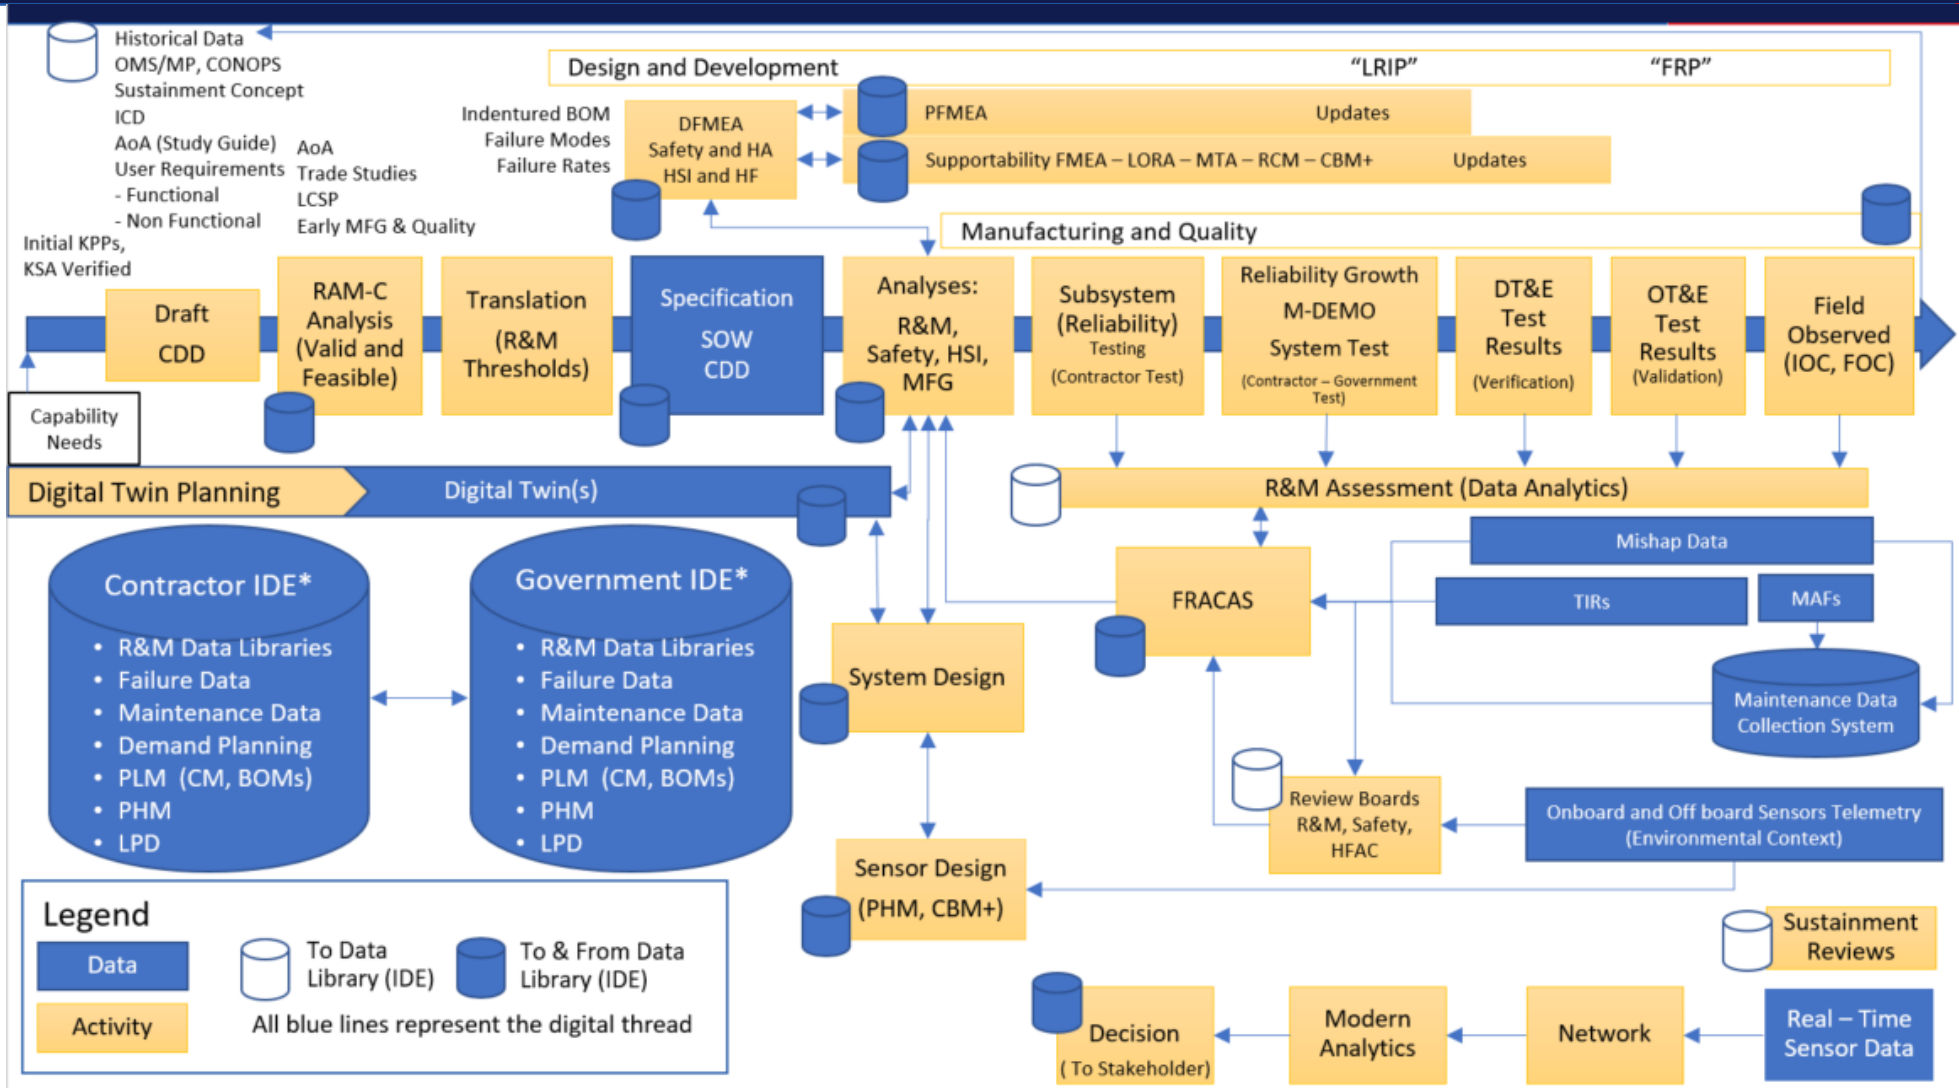 Historical Data
OMS/MP, CONOPS
Sustainment Concept
ICD
AoA (Study Guide)
User Requirements
- Functional
- Non Functional
AoA
Trade Studies
LCSP
Early MFG & Quality
Initial KPPs,
KSA Verified
Design and Development
“LRIP”
“FRP”
Indentured BOM
Failure Modes
Failure Rates
DFMEA
Safety and HA
HSI and HF
PFMEA
Updates
Supportability FMEA – LORA – MTA – RCM – CBM+
Updates
Manufacturing and Quality
Draft
CDD
RAM-C
Analysis
(Valid and
Feasible)
Translation
(R&M
Thresholds)
Specification
SOW
CDD
Analyses:
R&M,
Safety, HSI,
MFG
Subsystem
(Reliability)
Testing
(Contractor Test)
Reliability Growth
M-DEMO
System Test
(Contractor – Government
Test)
DT&E
Test
Results
(Verification)
OT&E
Test
Results
(Validation)
Field
Observed
(IOC, FOC)
Capability
Needs
Digital Twin Planning
Digital Twin(s)
R&M Assessment (Data Analytics)
Contractor IDE*
• R&M Data Libraries
• Failure Data
• Maintenance Data
• Demand Planning
• PLM (CM, BOMs)
• PHM
• LPD
Government IDE*
• R&M Data Libraries
• Failure Data
• Maintenance Data
• Demand Planning
• PLM (CM, BOMs)
• PHM
• LPD
System Design
Sensor Design
(PHM, CBM+)
FRACAS
Mishap Data
TIRs
MAFs
Maintenance Data
Collection System
Review Boards
R&M, Safety,
HFAC
Onboard and Off board Sensors Telemetry
(Environmental Context)
Sustainment
Reviews
Decision
( To Stakeholder)
Modern
Analytics
Network
Real – Time
Sensor Data
Legend
Data
Activity
To Data
Library (IDE)
To & From Data
Library (IDE)
All blue lines represent the digital thread